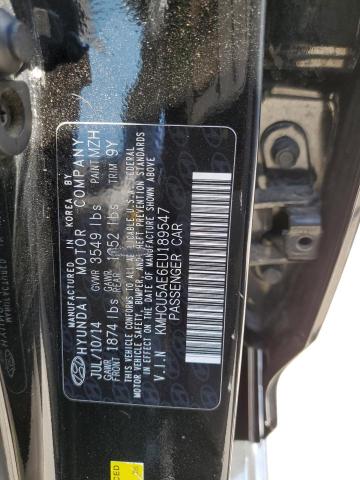 MANUFACTURED IN KOREA BY
HYUNDAI MOTOR COMPANY
JUL/10/14 GVWR 3549 lbs PAINT NZH
GAWR FRONT 1874 lbs GAWR REAR 1852 lbs TRIM 9Y
THIS VEHICLE CONFORMS TO ALL APPLICABLE U.S. FEDERAL
MOTOR VEHICLE SAFETY, BUMPER AND THEFT PREVENTION STANDARDS
IN EFFECT ON THE DATE OF MANUFACTURE SHOWN ABOVE
V.I.N KMHCU5AE6EU189547
PASSENGER CAR